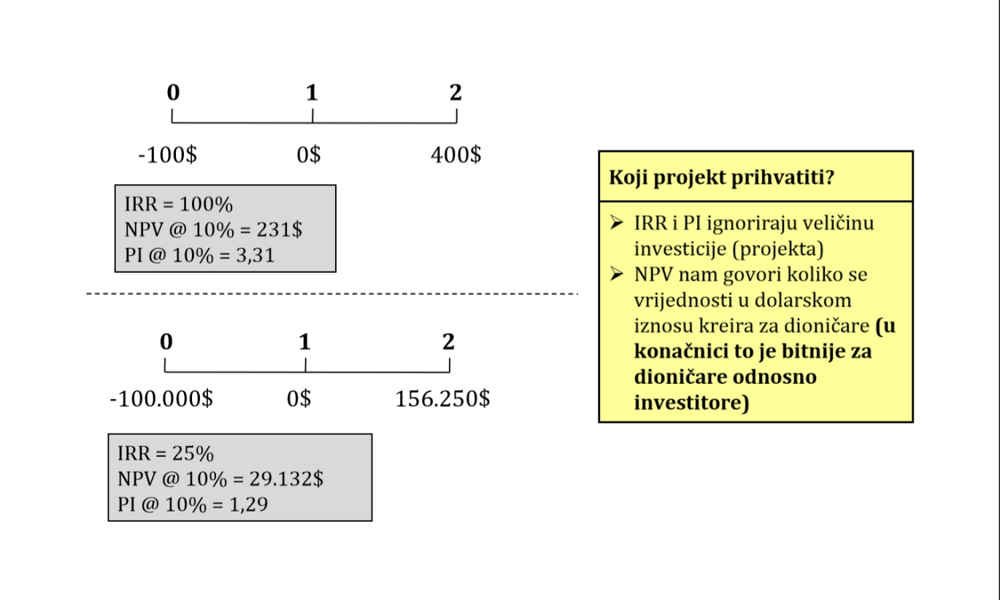 0 1 2
-100$ 0$ 400$
IRR = 100%
NPV @ 10% = 231$
PI @ 10% = 3,31
0 1 2
-100.000$ 0$ 156.250$
IRR = 25%
NPV @ 10% = 29.132$
PI @ 10% = 1,29
Koji projekt prihvatiti?
➢ IRR i PI ignoriraju veličinu
investicije (projekta)
➢ NPV nam govori koliko se
vrijednosti u dolarskom
iznosu kreira za dioničare (u
konačnici to je bitnije za
dioničare odnosno
investitore)